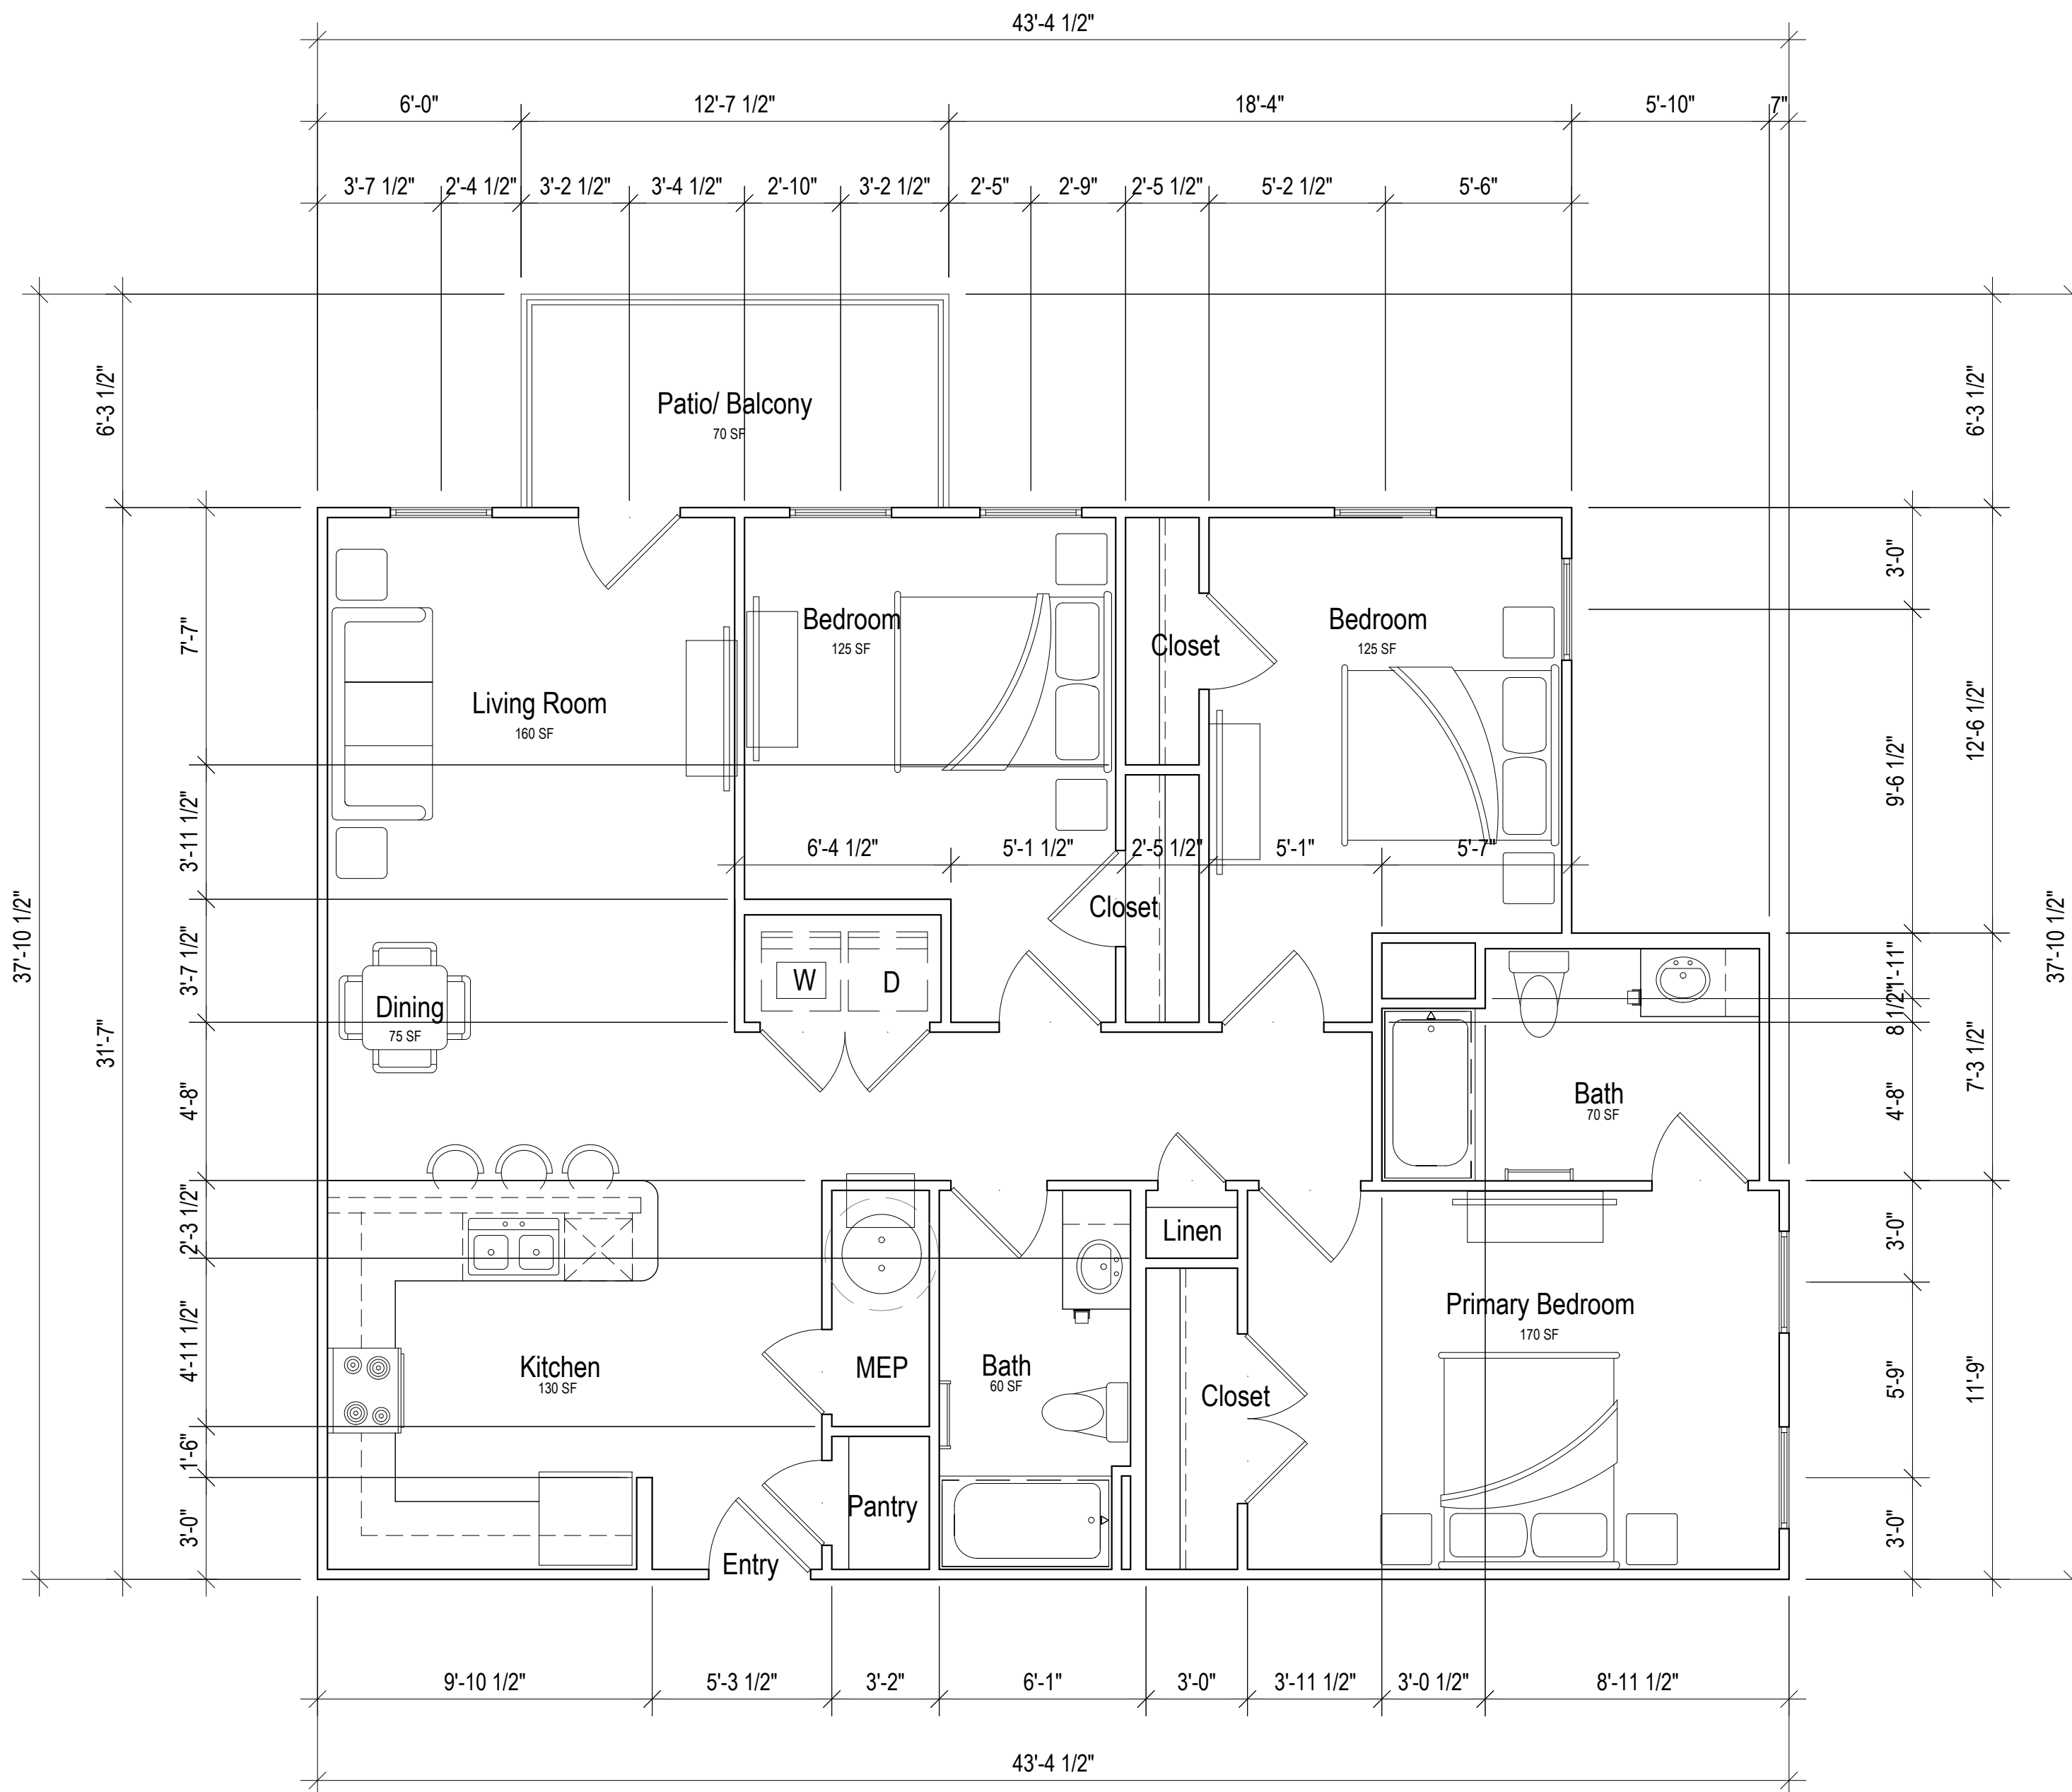 43'-4 1/2"
6'-0"
12'-7 1/2"
18'-4"
5'-10"
7"
3'-7 1/2"
2'-4 1/2"
3'-2 1/2"
3'-4 1/2"
2'-10"
3'-2 1/2"
2'-5"
2'-9"
2'-5 1/2"
5'-2 1/2"
5'-6"
37'-10 1/2"
6'-3 1/2"
31'-7"
7'-7"
3'-11 1/2"
3'-7 1/2"
4'-8"
2'-3 1/2"
4'-11 1/2"
1'-6"
3'-0"
Patio/ Balcony
70 SF
Living Room
160 SF
Bedroom
125 SF
Closet
Bedroom
125 SF
6'-4 1/2"
5'-1 1/2"
2'-5 1/2"
5'-1"
5'-7"
Closet
W
D
Dining
75 SF
Bath
70 SF
Linen
Primary Bedroom
170 SF
Kitchen
130 SF
MEP
Bath
60 SF
Closet
Pantry
Entry
3'-0"
9'-6 1/2"
1'-11"
8 1/2"
4'-8"
3'-0"
5'-9"
3'-0"
6'-3 1/2"
12'-6 1/2"
7'-3 1/2"
11'-9"
37'-10 1/2"
9'-10 1/2"
5'-3 1/2"
3'-2"
6'-1"
3'-0"
3'-11 1/2"
3'-0 1/2"
8'-11 1/2"
43'-4 1/2"